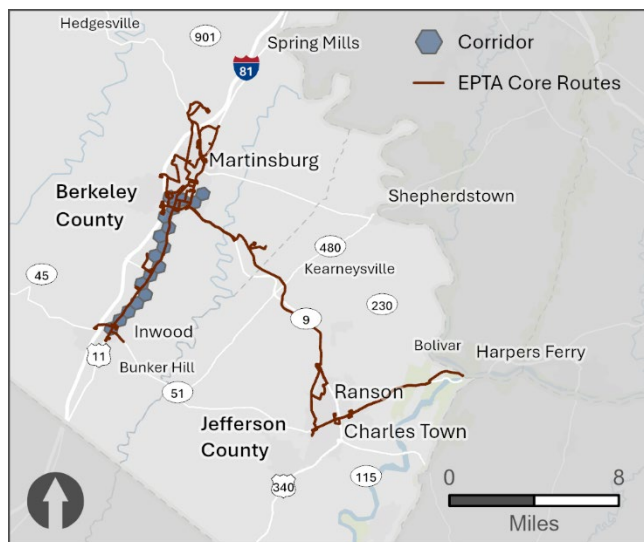 Hedgesville
901
Spring Mills
81
Corridor
EPTA Core Routes
Martinsburg
Berkeley
County
Shepherdstown
480
Kearneysville
45
230
9
Inwood
11
Bunker Hill
51
Bolivar
Harpers Ferry
Ranson
Jefferson
County
Charles Town
340
115
0
8
Miles